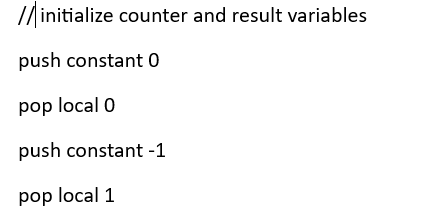 // initialize counter and result variables
push constant 0
pop local 0
push constant -1
pop local 1